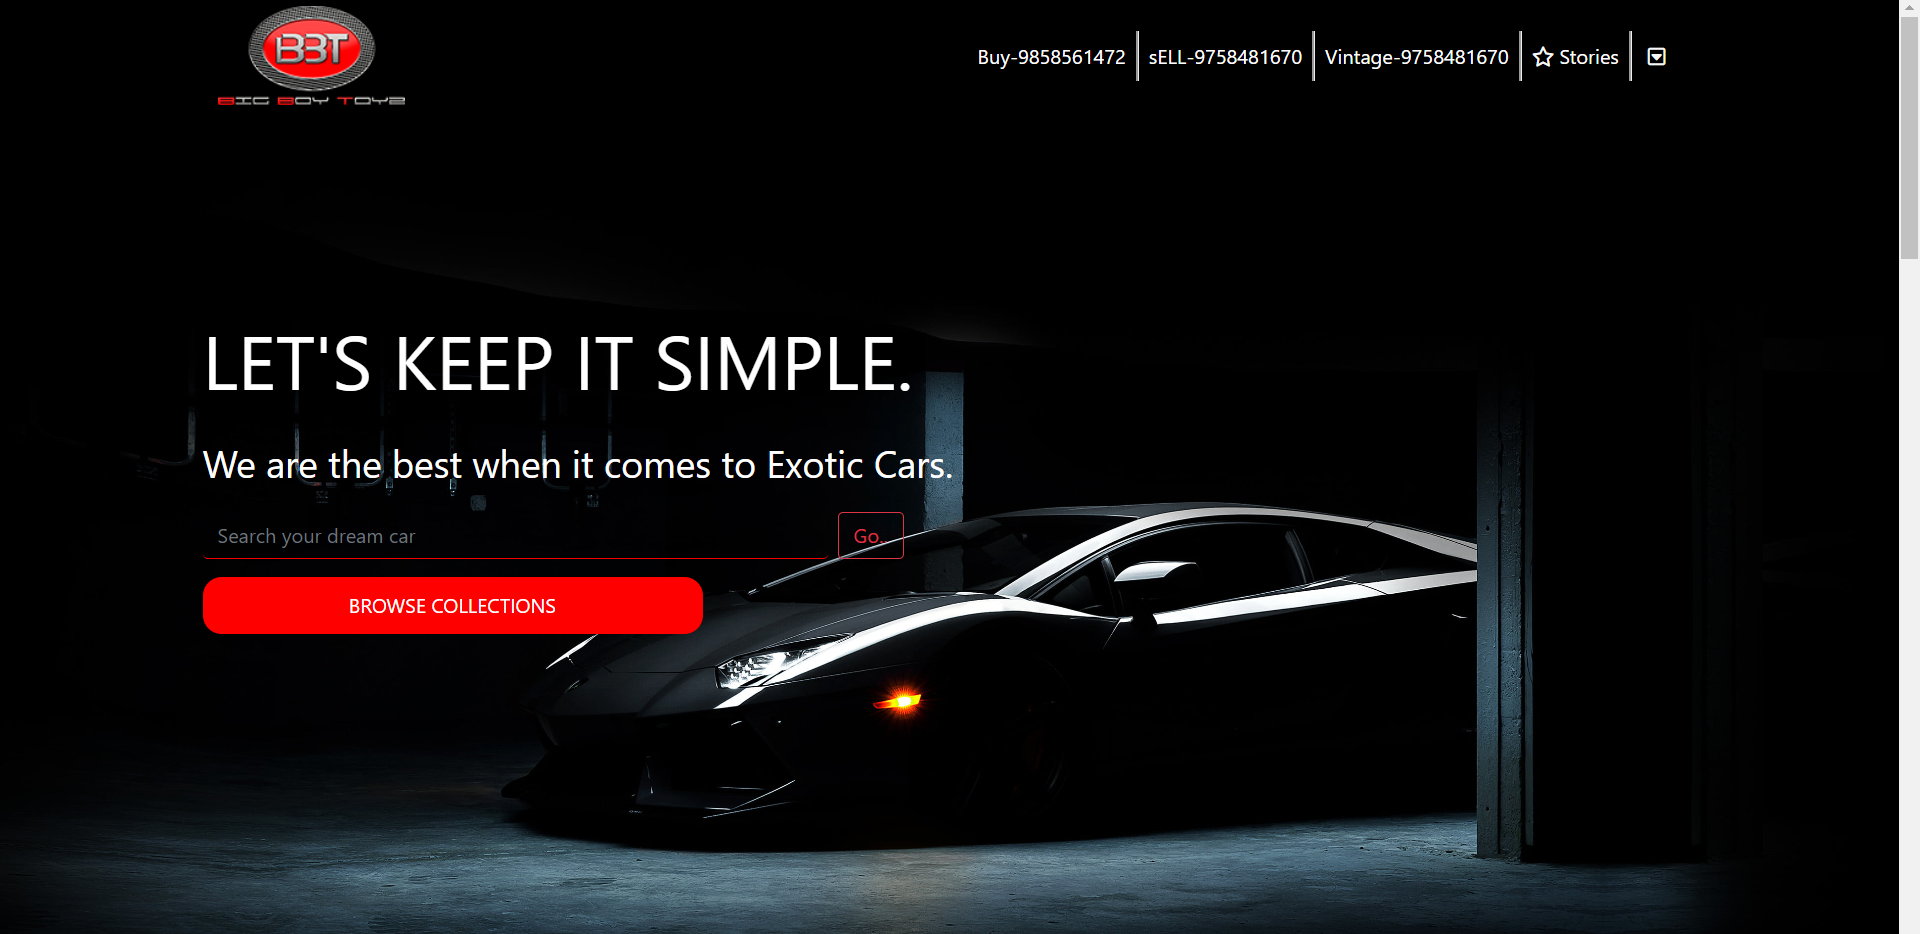 BBT
Big Boy Toyz
Buy-9858561472
sELL-9758481670
Vintage-9758481670
Stories
LET'S KEEP IT SIMPLE.
We are the best when it comes to Exotic Cars.
Search your dream car
Go..
BROWSE COLLECTIONS